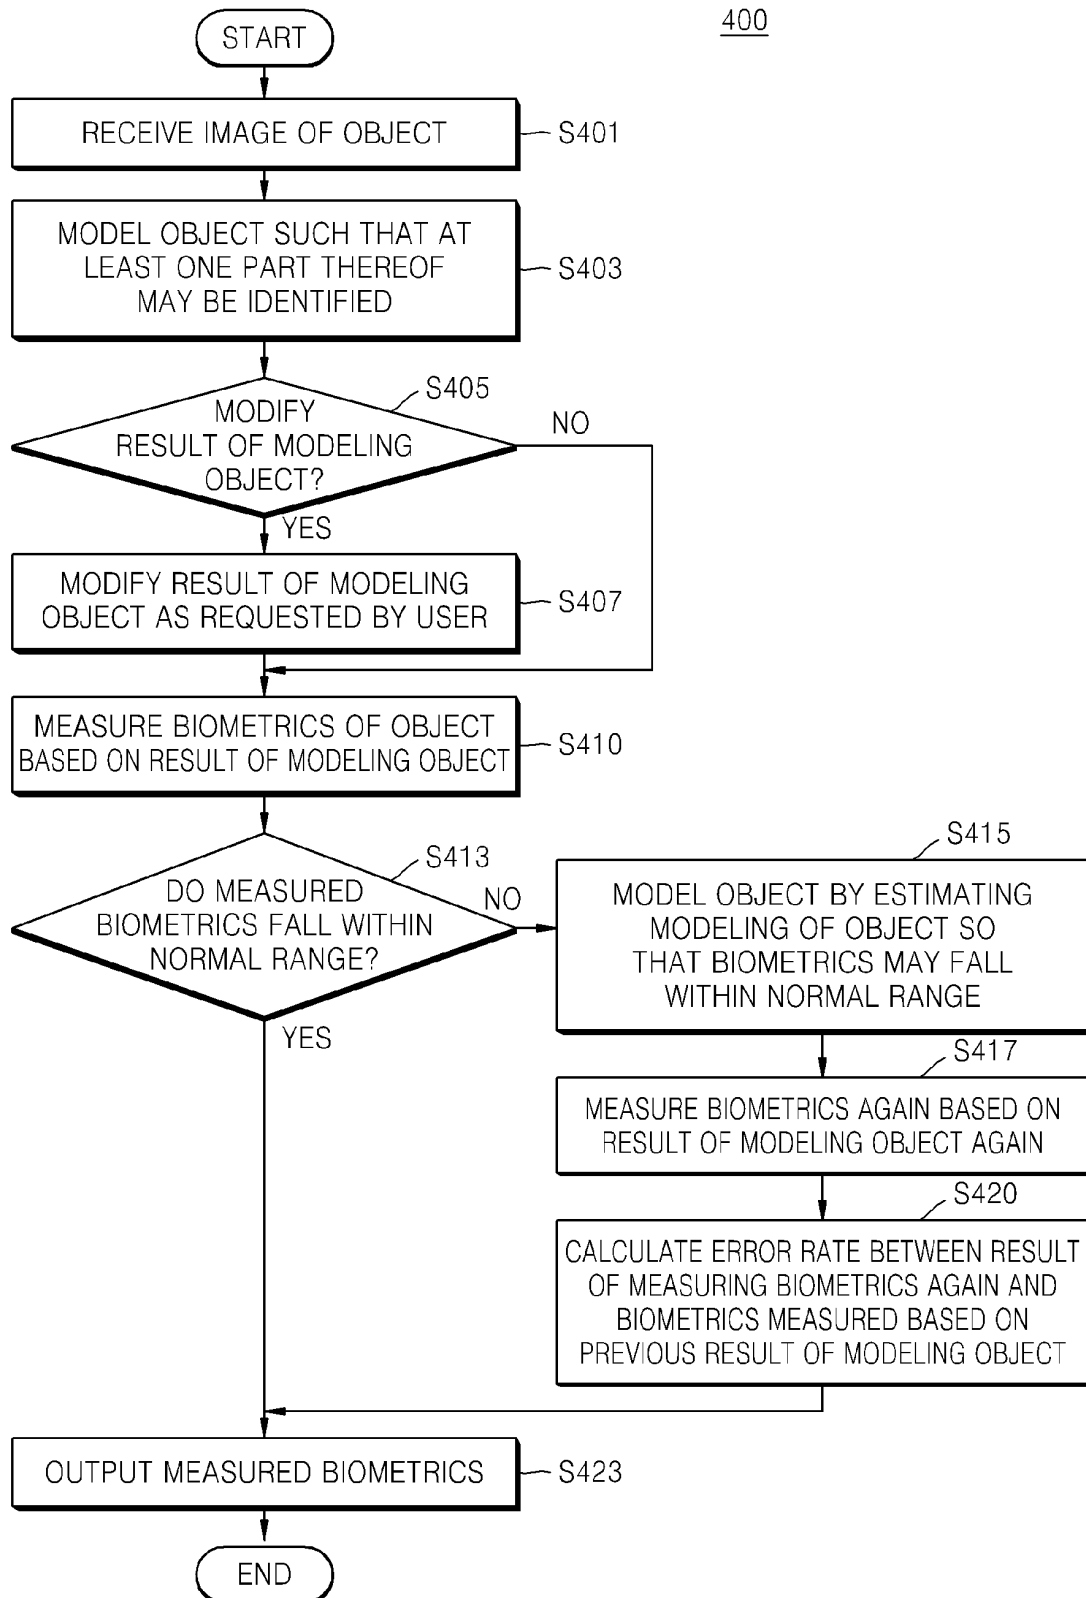 400
START
RECEIVE IMAGE OF OBJECT
S401
MODEL OBJECT SUCH THAT AT
LEAST ONE PART THEREOF
MAY BE IDENTIFIED
S403
S405
MODIFY
RESULT OF MODELING
OBJECT?
NO
YES
MODIFY RESULT OF MODELING
OBJECT AS REQUESTED BY USER
S407
MEASURE BIOMETRICS OF OBJECT
BASED ON RESULT OF MODELING OBJECT
S410
S413
DO MEASURED
BIOMETRICS FALL WITHIN
NORMAL RANGE?
NO
YES
S415
MODEL OBJECT BY ESTIMATING
MODELING OF OBJECT SO
THAT BIOMETRICS MAY FALL
WITHIN NORMAL RANGE
S417
MEASURE BIOMETRICS AGAIN BASED ON
RESULT OF MODELING OBJECT AGAIN
S420
CALCULATE ERROR RATE BETWEEN RESULT
OF MEASURING BIOMETRICS AGAIN AND
BIOMETRICS MEASURED BASED ON
PREVIOUS RESULT OF MODELING OBJECT
OUTPUT MEASURED BIOMETRICS
S423
END